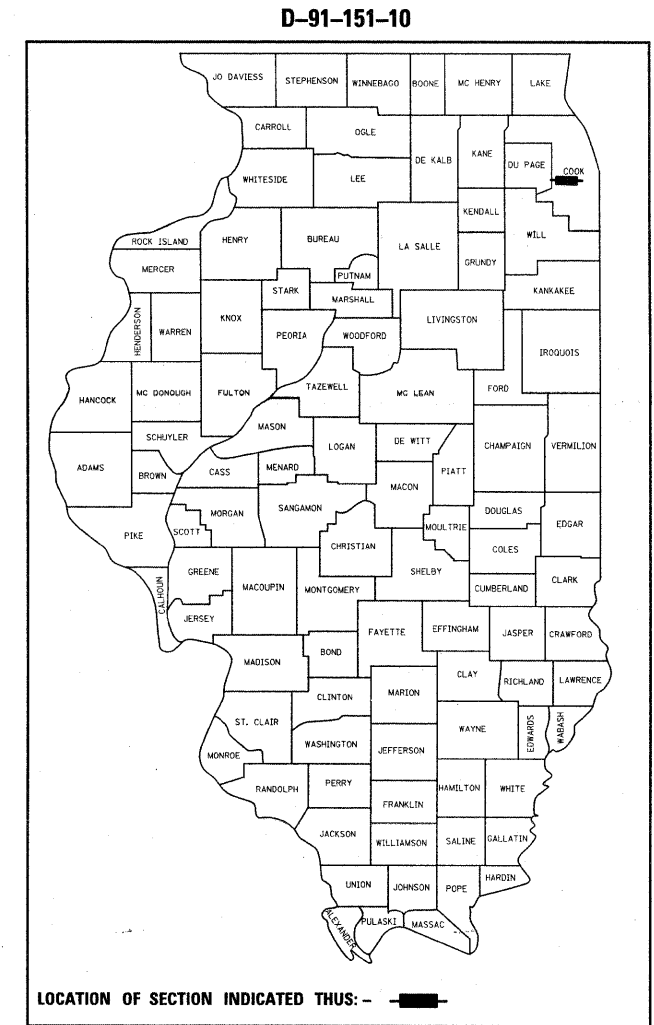 D-91-151-10
JO DAVIESS
STEPHENSON
WINNEBAGO
BOONE
MC HENRY
LAKE
CARROLL
OGLE
DE KALB
KANE
DU PAGE
COOK
WHITESIDE
LEE
KENDALL
ROCK ISLAND
HENRY
BUREAU
LA SALLE
GRUNDY
WILL
MERCER
PUTNAM
STARK
MARSHALL
KANKAKEE
HENDERSON
WARREN
KNOX
PEORIA
WOODFORD
LIVINGSTON
IROQUOIS
HANCOCK
MC DONOUGH
FULTON
TAZEWELL
MC LEAN
FORD
SCHUYLER
MASON
LOGAN
DE WITT
CHAMPAIGN
VERMILION
ADAMS
BROWN
CASS
MENARD
MACON
PIATT
MORGAN
SANGAMON
DOUGLAS
EDGAR
PIKE
SCOTT
CHRISTIAN
MOULTRIE
COLES
CALHOUN
GREENE
MACOUPIN
MONTGOMERY
SHELBY
CUMBERLAND
CLARK
JERSEY
FAYETTE
EFFINGHAM
JASPER
CRAWFORD
MADISON
BOND
CLAY
RICHLAND
LAWRENCE
CLINTON
MARION
ST. CLAIR
WAYNE
EDWARDS
WABASH
MONROE
WASHINGTON
JEFFERSON
RANDOLPH
PERRY
HAMILTON
WHITE
FRANKLIN
JACKSON
WILLIAMSON
SALINE
GALLATIN
UNION
JOHNSON
POPE
HARDIN
ALEXANDER
PULASKI
MASSAC
LOCATION OF SECTION INDICATED THUS: -